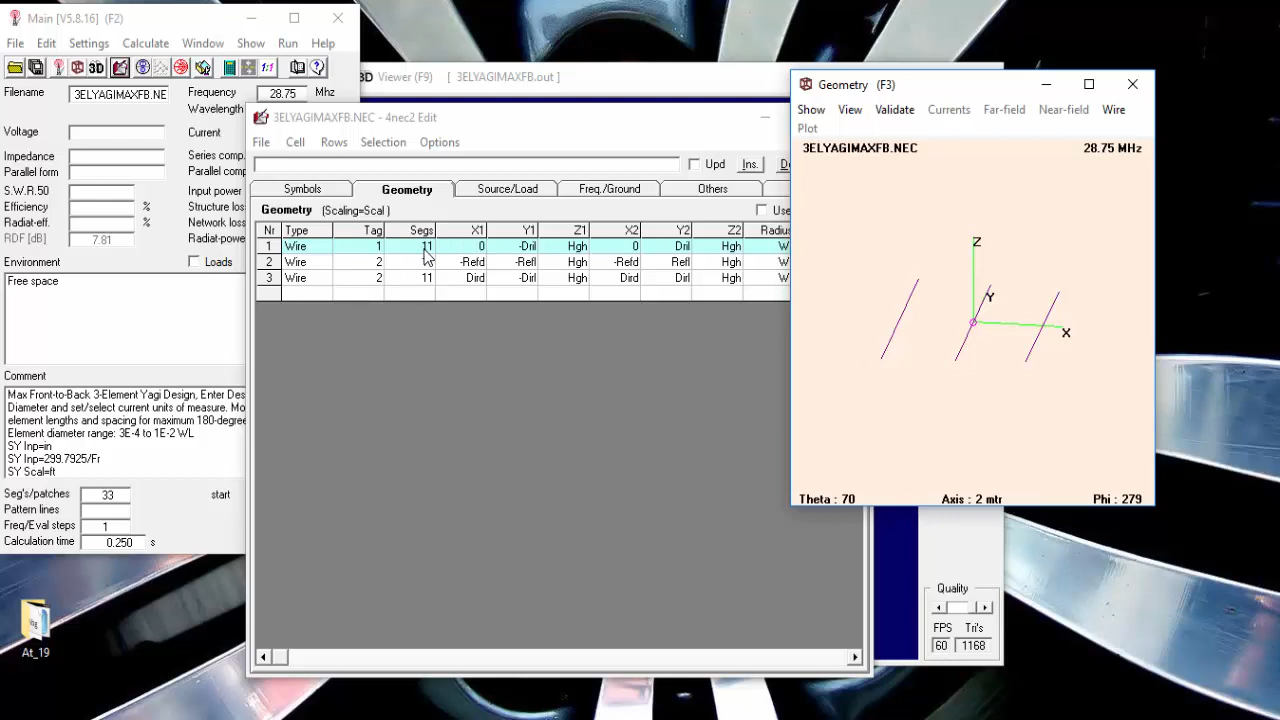 Main [V5.8.16] (F2)
File Edit Settings Calculate Window Show Run Help
3D 1:1 ?
Filename 3ELYAGIMAXFB.NE Frequency 28.75 Mhz
Wavelength
Voltage Current
Impedance Series comp.
Parallel form Parallel comp
S.W.R.50 Input power
Efficiency % Structure loss
Radiat-eff. % Network loss
RDF [dB] 7.81 Radiat-power
Environment Loads
Free space
Comment
Max Front-to-Back 3-Element Yagi Design, Enter Des
Diameter and set/select current units of measure. Mo
element lengths and spacing for maximum 180-degree
Element diameter range: 3E-4 to 1E-2 WL
SY Inp=in
SY Inp=299.7925/Fr
SY Scal=ft
Seg's/patches 33 start
Pattern lines
Freq/Eval steps 1
Calculation time 0.250 s
At_19
3D Viewer (F9) [ 3ELYAGIMAXFB.out ]
3ELYAGIMAXFB.NEC - 4nec2 Edit
File Cell Rows Selection Options
Upd Ins. De
Symbols Geometry Source/Load Freq./Ground Others
Geometry (Scaling=Scal ) Use
Nr Type Tag Segs X1 Y1 Z1 X2 Y2 Z2 Radiu
1 Wire 1 11 0 -Dril Hgh 0 Dril Hgh W
2 Wire 2 11 -Refd -Refl Hgh -Refd Refl Hgh W
3 Wire 2 11 Dird -Dirl Hgh Dird Dirl Hgh W
Quality
FPS Tri's
60 1168
Geometry (F3)
Show View Validate Currents Far-field Near-field Wire
Plot
3ELYAGIMAXFB.NEC 28.75 MHz
Z
Y
X
Theta : 70 Axis : 2 mtr Phi : 279